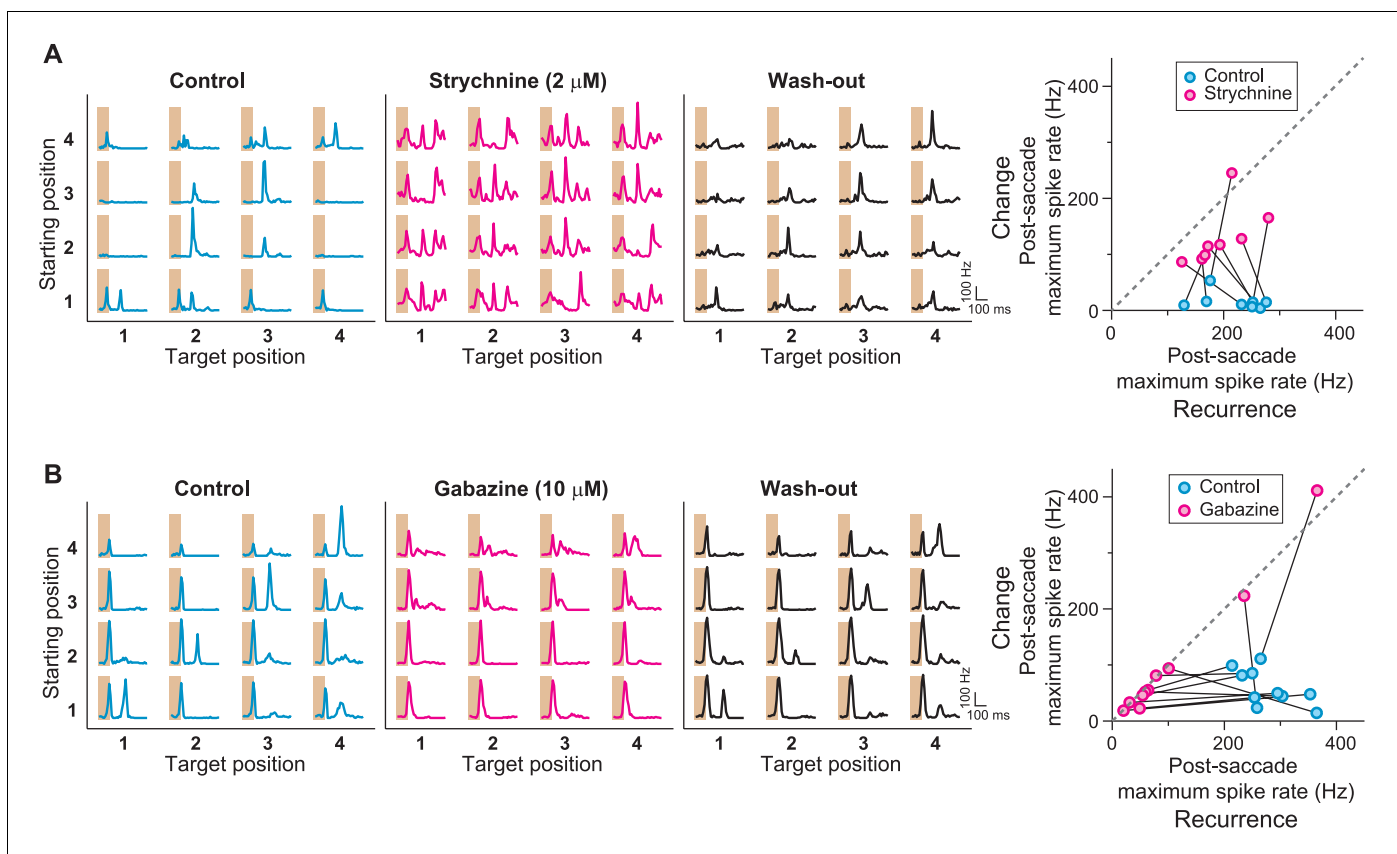 A
Control
Strychnine (2 μM)
Wash-out
Starting position
4
3
2
1
1 2 3 4
Target position
1 2 3 4
Target position
1 2 3 4
Target position
100 Hz
100 ms
Change
Post-saccade
maximum spike rate (Hz)
400
200
0
Control
Strychnine
0 200 400
Post-saccade
maximum spike rate (Hz)
Recurrence
B
Control
Gabazine (10 μM)
Wash-out
Starting position
4
3
2
1
1 2 3 4
Target position
1 2 3 4
Target position
1 2 3 4
Target position
100 Hz
100 ms
Change
Post-saccade
maximum spike rate (Hz)
400
200
0
Control
Gabazine
0 200 400
Post-saccade
maximum spike rate (Hz)
Recurrence